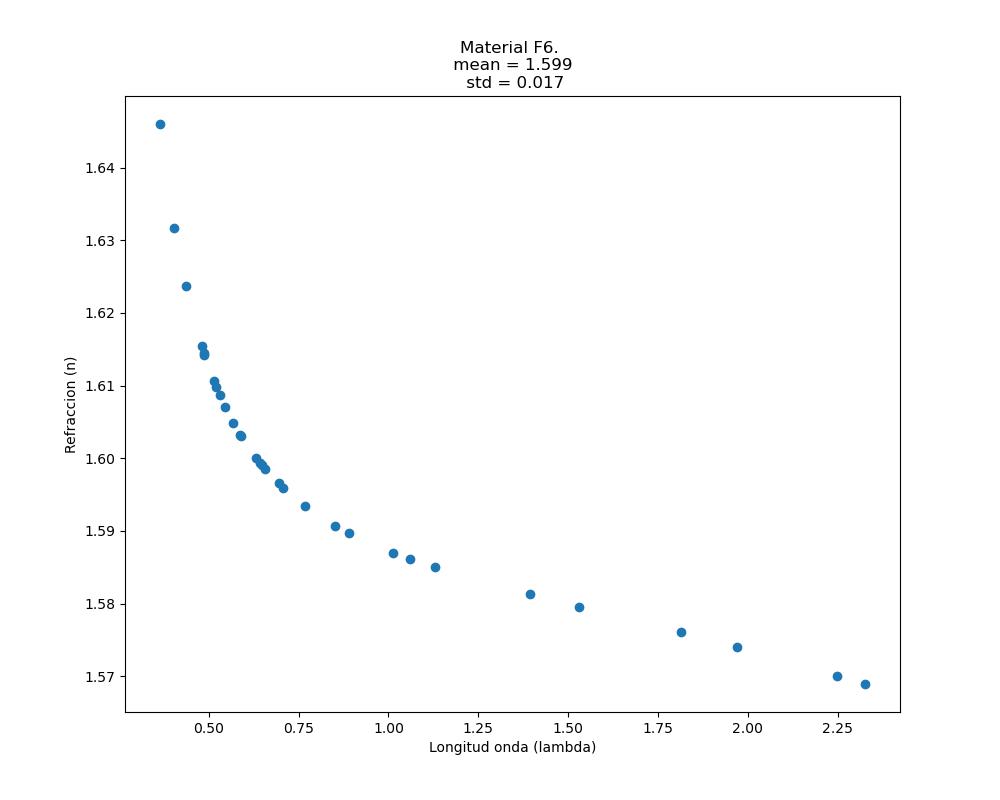 Material F6.
mean = 1.599
std = 0.017
1.64
1.63
1.62
1.61
1.60
1.59
1.58
1.57
Refraccion (n)
0.50 0.75 1.00 1.25 1.50 1.75 2.00 2.25
Longitud onda (lambda)